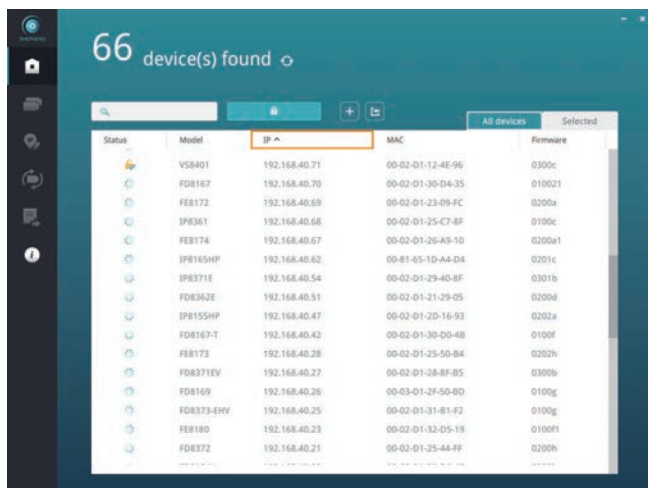 SHEPHERD
66 device(s) found
All devices Selected
Status Model IP MAC Firmware
VS8401 192.168.40.71 00-02-D1-12-4E-96 0300c
FD8167 192.168.40.70 00-02-D1-30-D4-35 010021
FE8172 192.168.40.69 00-02-D1-23-09-FC 0200a
IP8361 192.168.40.68 00-02-D1-25-C7-8F 0100c
FE8174 192.168.40.67 00-02-D1-26-A9-10 0200a1
IP8165HP 192.168.40.62 00-81-65-1D-A4-D4 0201c
IP8371E 192.168.40.54 00-02-D1-29-40-8F 0301b
FD8362E 192.168.40.51 00-02-D1-21-29-05 0200d
IP8155HP 192.168.40.47 00-02-D1-2D-16-93 0202a
FD8167-T 192.168.40.42 00-02-D1-30-D0-4B 0100f
FE8173 192.168.40.28 00-02-D1-25-50-B4 0202h
FD8371EV 192.168.40.27 00-02-D1-28-8F-B5 0300b
FD8169 192.168.40.26 00-03-D1-2F-50-BD 0100g
FD8373-EHV 192.168.40.25 00-02-D1-31-B1-F2 0100g
FE8180 192.168.40.23 00-02-D1-32-D5-19 0100f1
FD8372 192.168.40.21 00-02-D1-25-44-FF 0200h